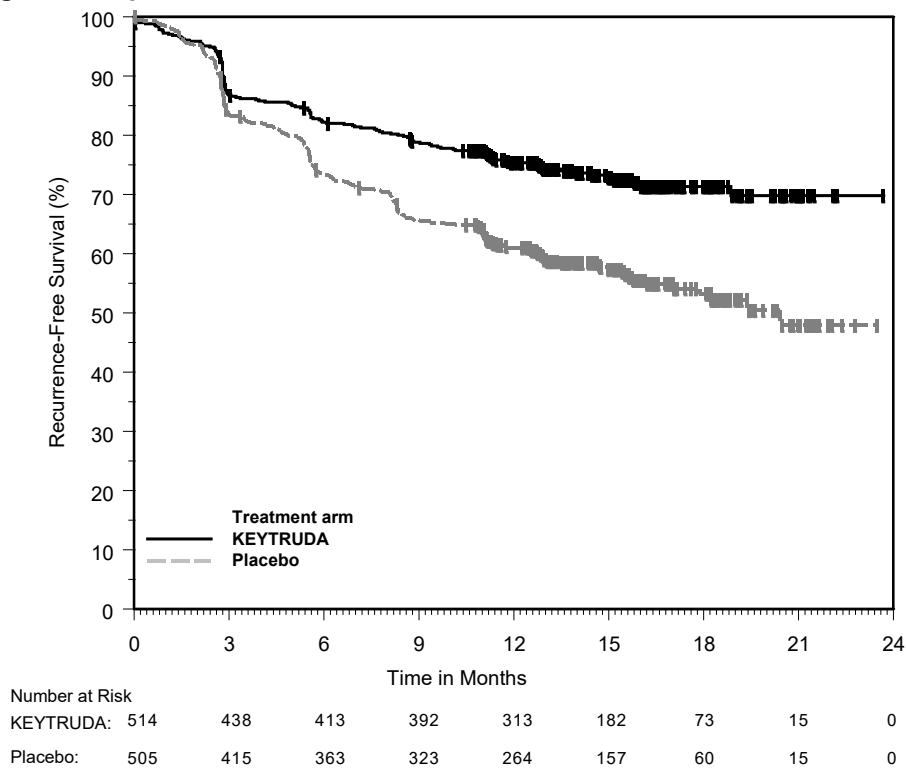 100
90
80
70
60
50
40
30
20
10
0
Recurrence-Free Survival (%)
Treatment arm
KEYTRUDA
Placebo
0 3 6 9 12 15 18 21 24
Time in Months
Number at Risk
KEYTRUDA: 514 438 413 392 313 182 73 15 0
Placebo: 505 415 363 323 264 157 60 15 0